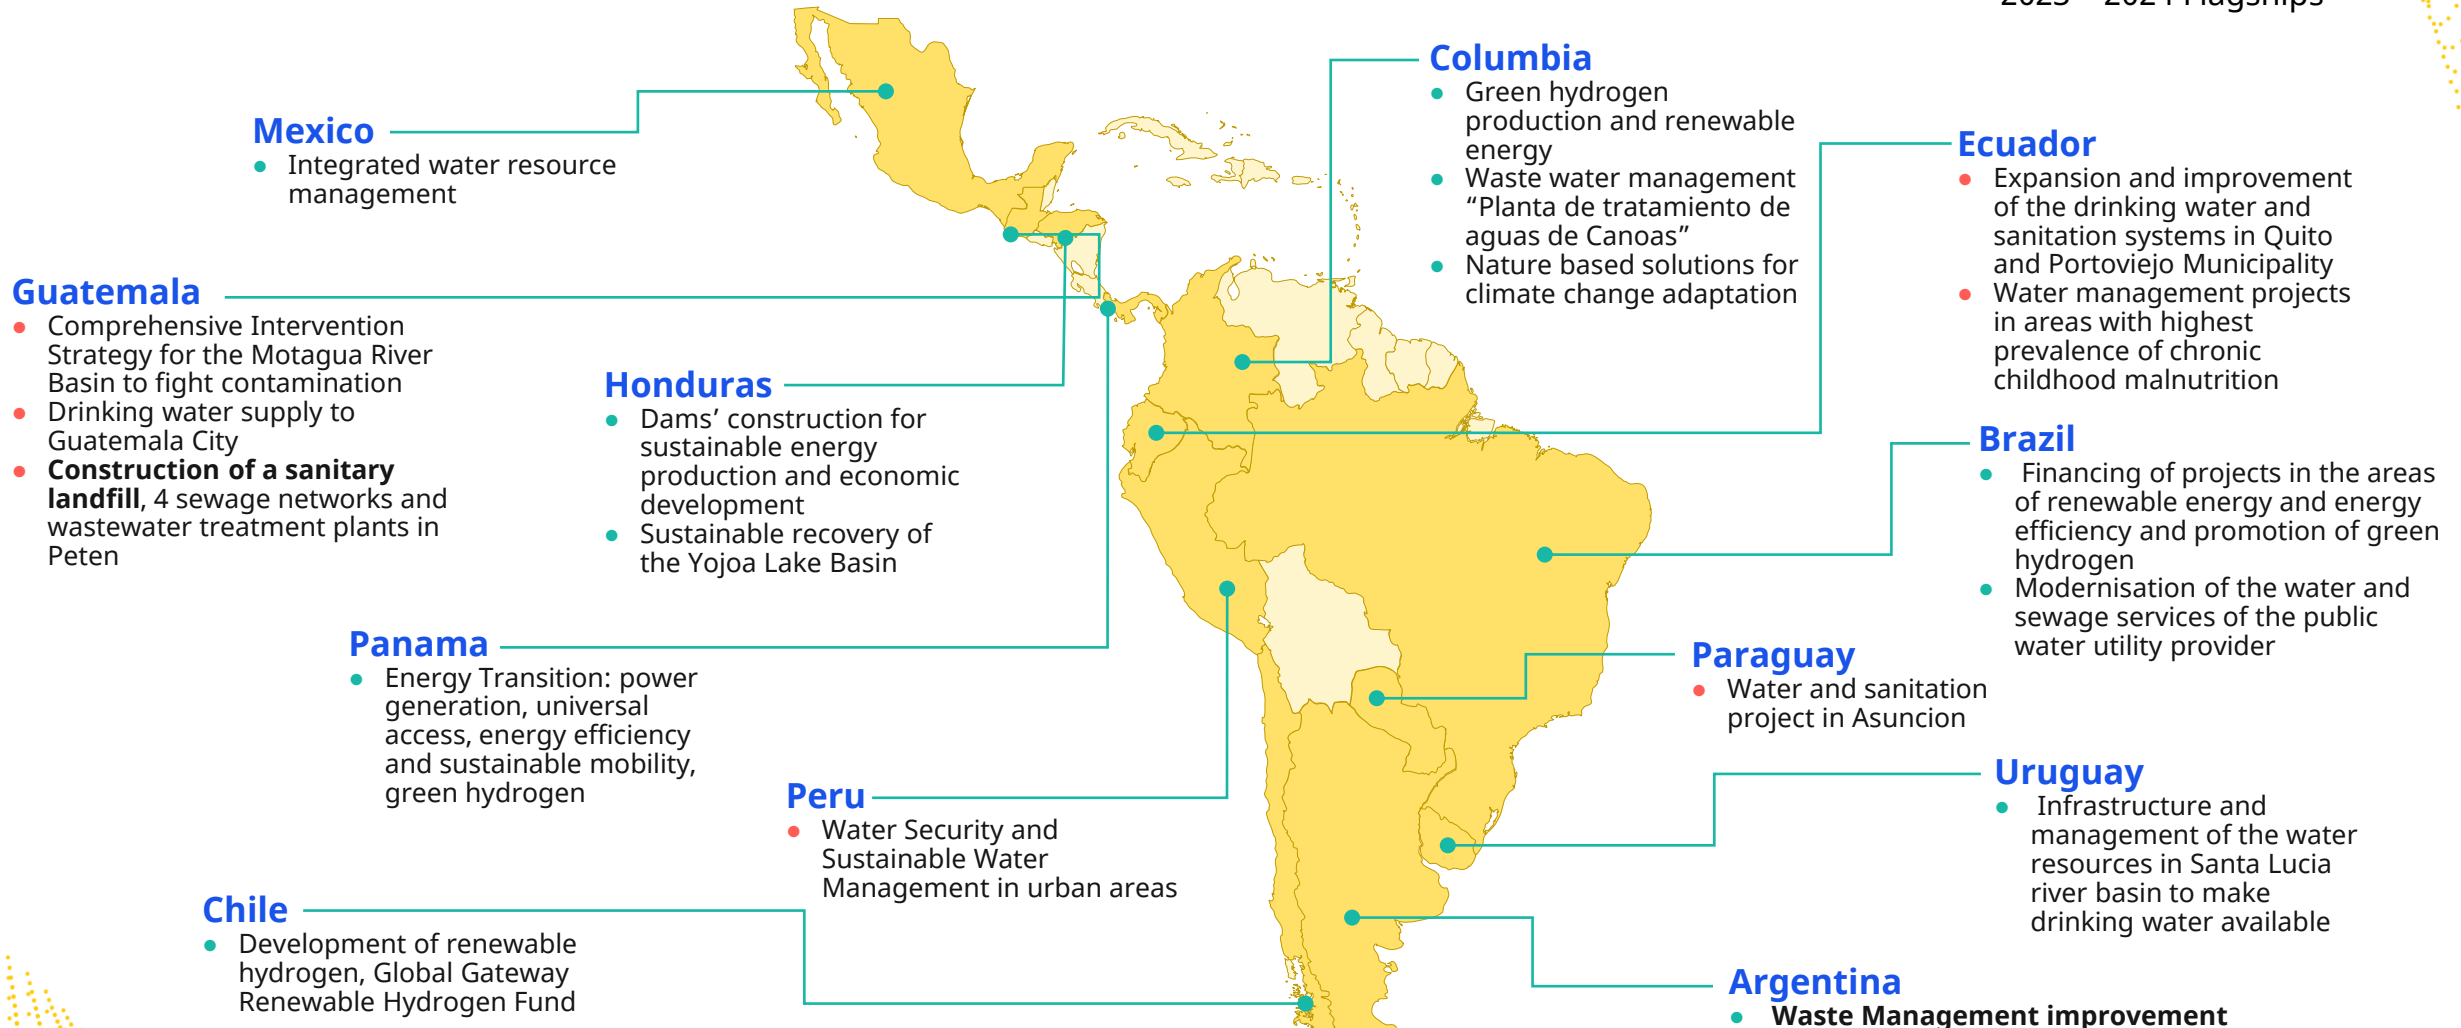 2023 – 2024 Flagships
Mexico
Integrated water resource
management
Guatemala
Comprehensive Intervention
Strategy for the Motagua River
Basin to fight contamination
Drinking water supply to
Guatemala City
Construction of a sanitary
landfill, 4 sewage networks and
wastewater treatment plants in
Peten
Honduras
Dams’ construction for
sustainable energy
production and economic
development
Sustainable recovery of
the Yojoa Lake Basin
Panama
Energy Transition: power
generation, universal
access, energy efficiency
and sustainable mobility,
green hydrogen
Peru
Water Security and
Sustainable Water
Management in urban areas
Chile
Development of renewable
hydrogen, Global Gateway
Renewable Hydrogen Fund
Columbia
Green hydrogen
production and renewable
energy
Waste water management
“Planta de tratamiento de
aguas de Canoas”
Nature based solutions for
climate change adaptation
Ecuador
Expansion and improvement
of the drinking water and
sanitation systems in Quito
and Portoviejo Municipality
Water management projects
in areas with highest
prevalence of chronic
childhood malnutrition
Brazil
Financing of projects in the areas
of renewable energy and energy
efficiency and promotion of green
hydrogen
Modernisation of the water and
sewage services of the public
water utility provider
Paraguay
Water and sanitation
project in Asuncion
Uruguay
Infrastructure and
management of the water
resources in Santa Lucia
river basin to make
drinking water available
Argentina
Waste Management improvement